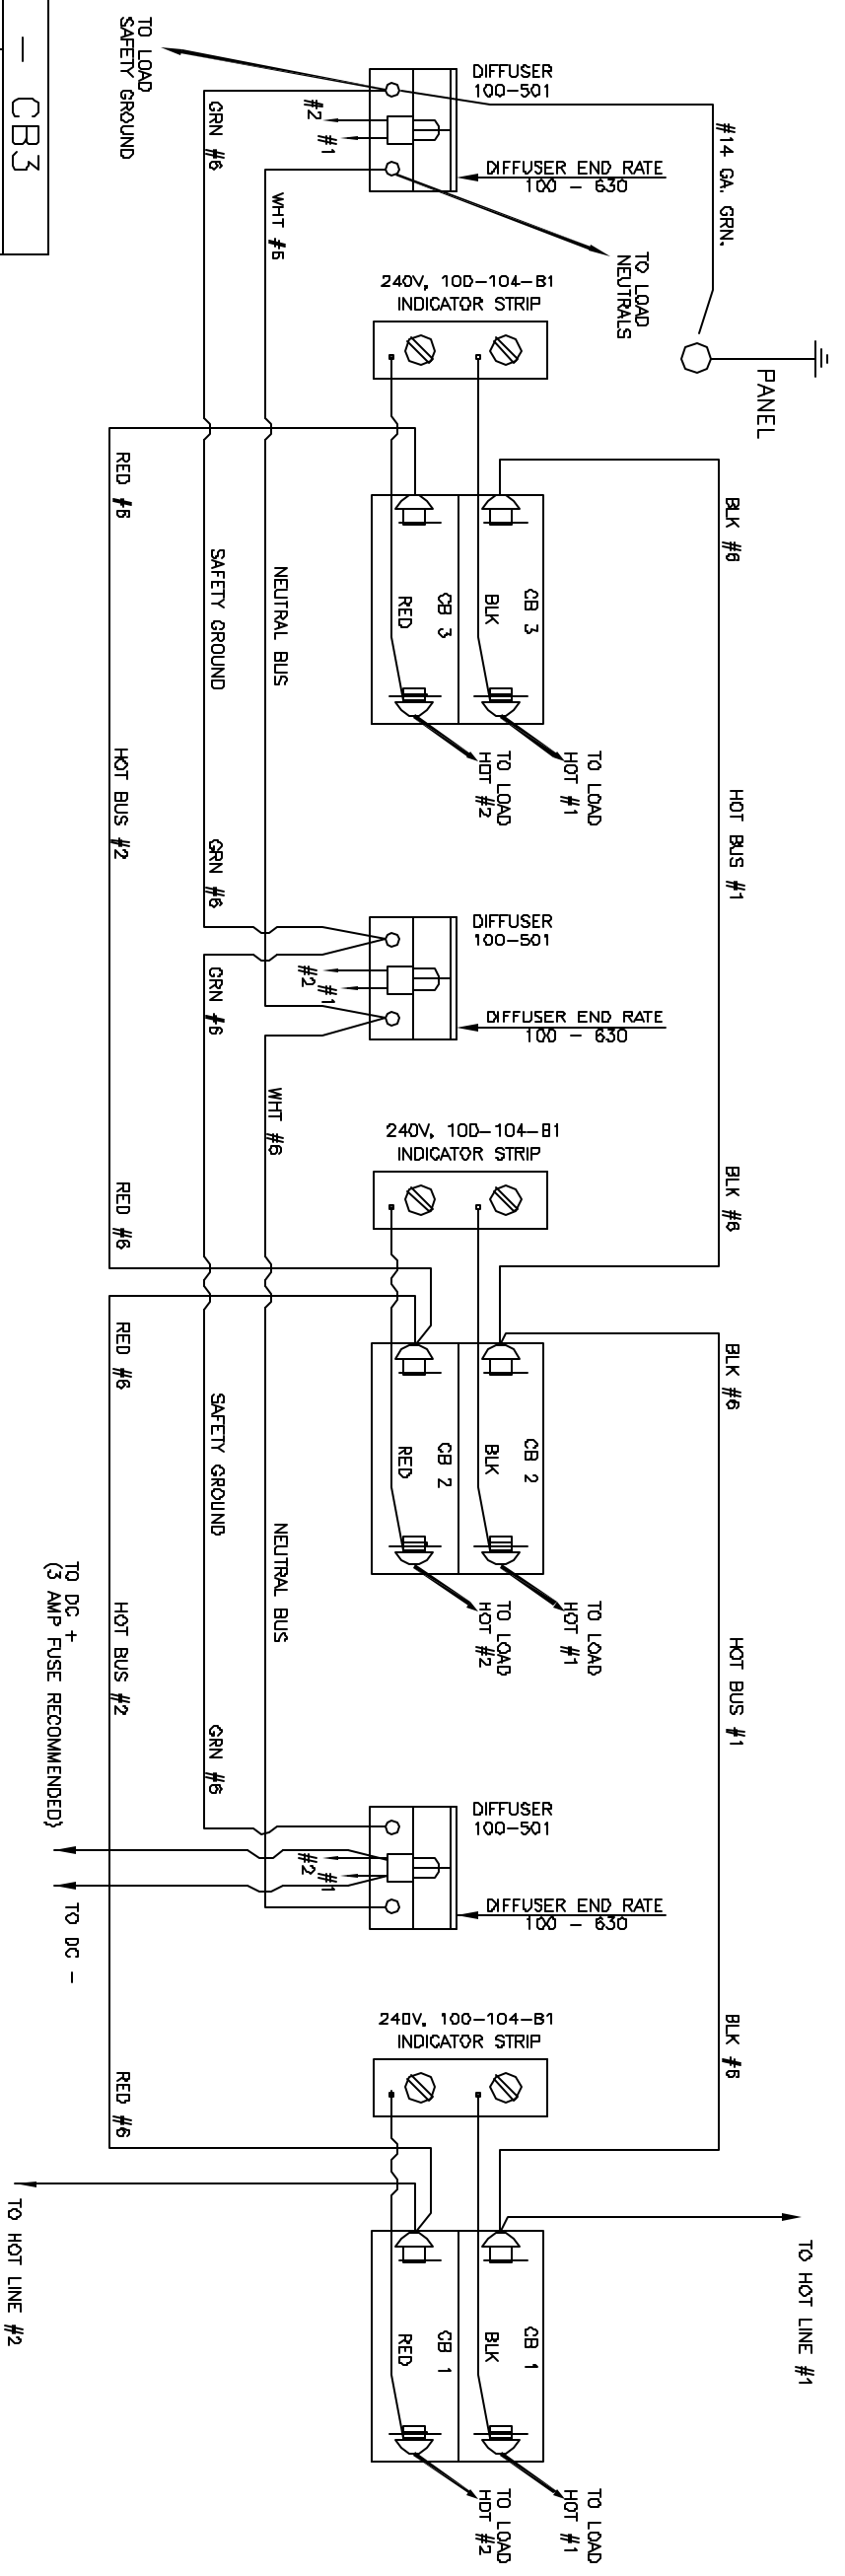 — CB3
TO LOAD
SAFETY GROUND
DIFFUSER
100-501
#2
#1
GRN #6
DIFFUSER END RATE
100 - 630
WHT #6
#14 GA. GRN.
TO LOAD
NEUTRALS
PANEL
240V, 100-104-B1
INDICATOR STRIP
RED #6
BLK #6
SAFETY GROUND
NEUTRAL BUS
CB 3
BLK
CB 3
RED
TO LOAD
HOT #1
TO LOAD
HOT #2
HOT BUS #2
HOT BUS #1
GRN #6
DIFFUSER
100-501
#2
#1
GRN #6
DIFFUSER END RATE
100 - 630
WHT #6
240V, 100-104-B1
INDICATOR STRIP
RED #6
BLK #6
RED #6
BLK #6
SAFETY GROUND
NEUTRAL BUS
CB 2
BLK
CB 2
RED
TO LOAD
HOT #1
TO LOAD
HOT #2
TO DC +
(3 AMP FUSE RECOMMENDED)
HOT BUS #2
HOT BUS #1
GRN #6
DIFFUSER
100-501
#2
#1
DIFFUSER END RATE
100 - 630
TO DC -
240V, 100-104-B1
INDICATOR STRIP
RED #6
BLK #6
TO HOT LINE #2
TO HOT LINE #1
CB 1
BLK
CB 1
RED
TO LOAD
HOT #1
TO LOAD
HOT #2